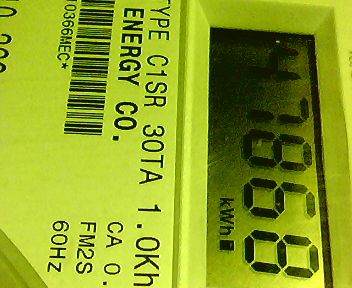 47868
kWh
TYPE C1SR 30TA 1.0Kh
ENERGY CO.
CA 0.
FM2S
60Hz
0366MEC*